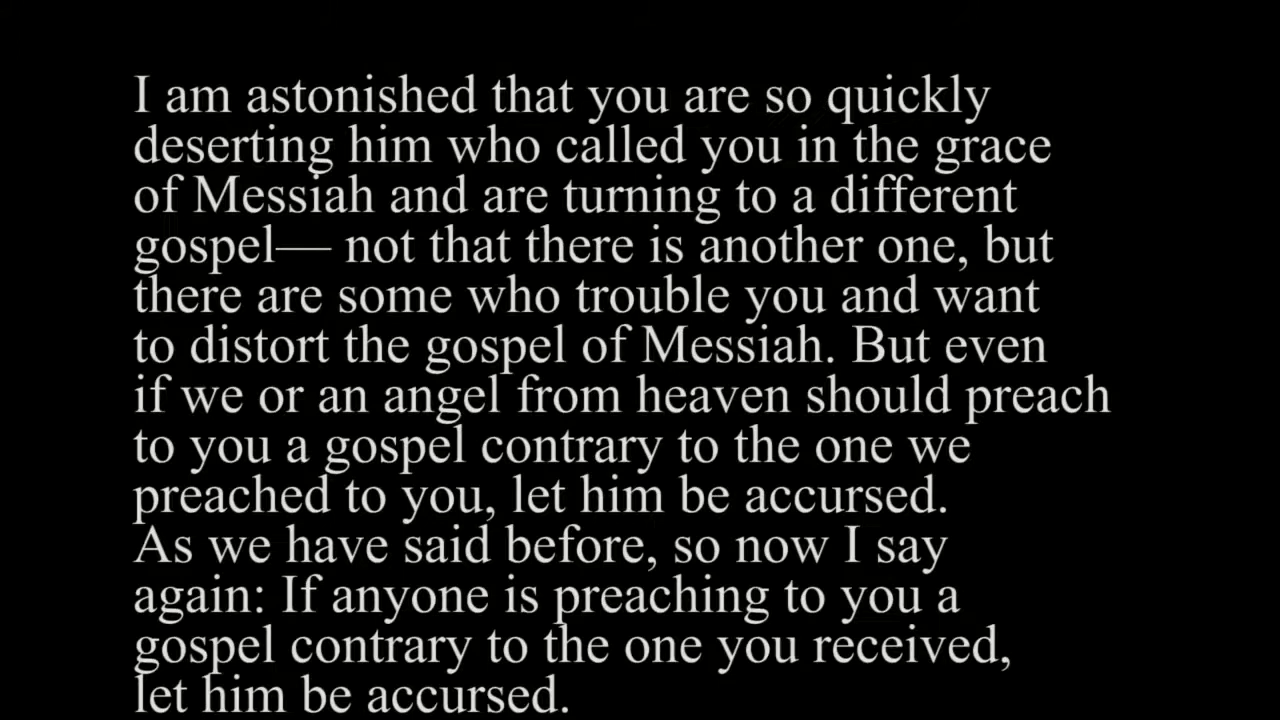 I am astonished that you are so quickly
deserting him who called you in the grace
of Messiah and are turning to a different
gospel— not that there is another one, but
there are some who trouble you and want
to distort the gospel of Messiah. But even
if we or an angel from heaven should preach
to you a gospel contrary to the one we
preached to you, let him be accursed.
As we have said before, so now I say
again: If anyone is preaching to you a
gospel contrary to the one you received,
let him be accursed.